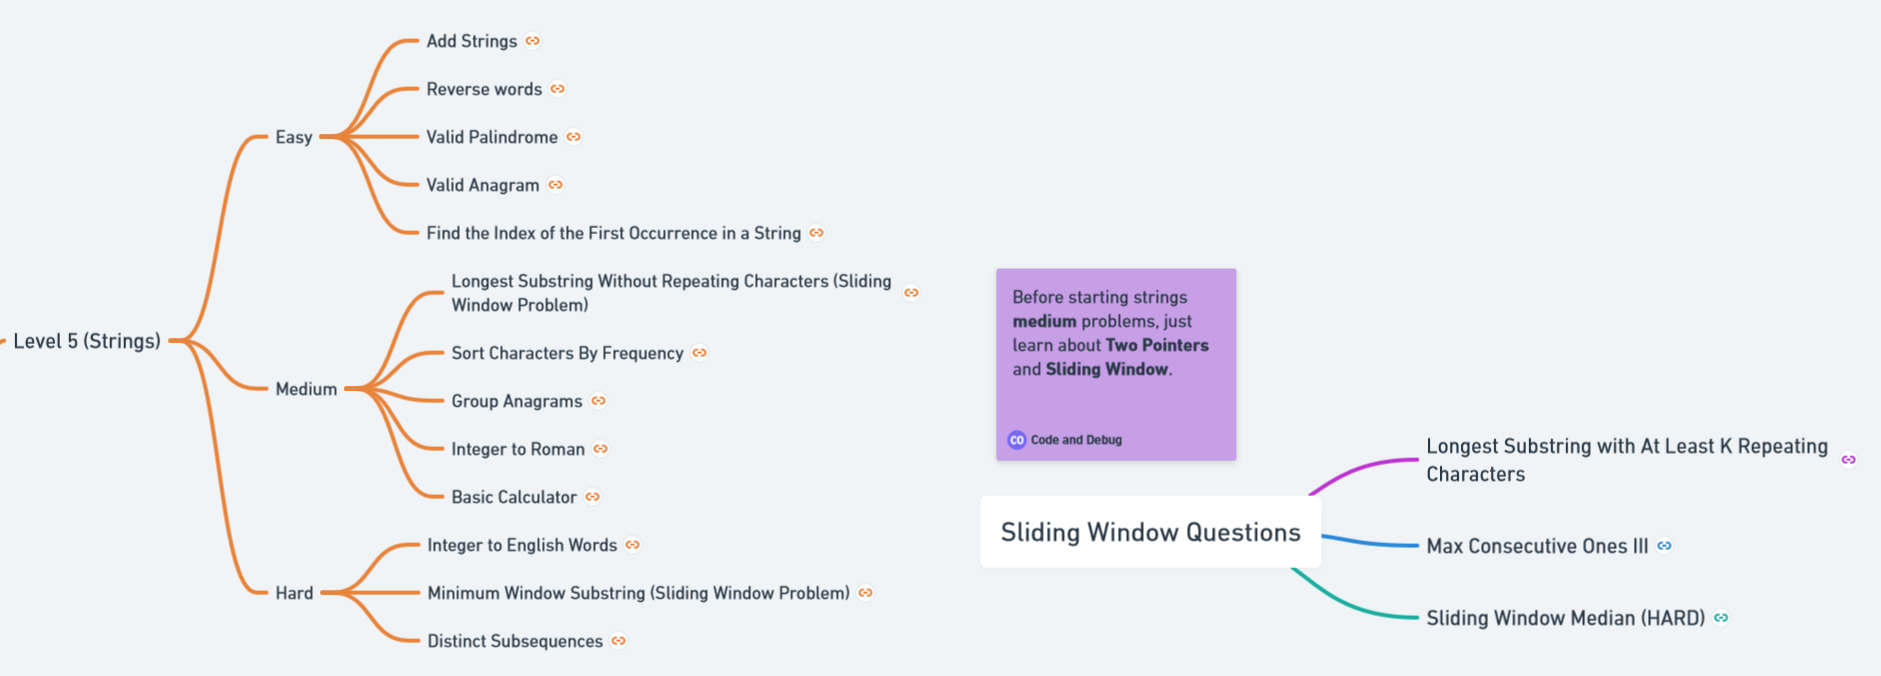 Level 5 (Strings)
Easy
Add Strings
Reverse words
Valid Palindrome
Valid Anagram
Find the Index of the First Occurrence in a String
Medium
Longest Substring Without Repeating Characters (Sliding
Window Problem)
Sort Characters By Frequency
Group Anagrams
Integer to Roman
Basic Calculator
Hard
Integer to English Words
Minimum Window Substring (Sliding Window Problem)
Distinct Subsequences
Before starting strings
medium problems, just
learn about Two Pointers
and Sliding Window.
CO Code and Debug
Sliding Window Questions
Longest Substring with At Least K Repeating
Characters
Max Consecutive Ones III
Sliding Window Median (HARD)